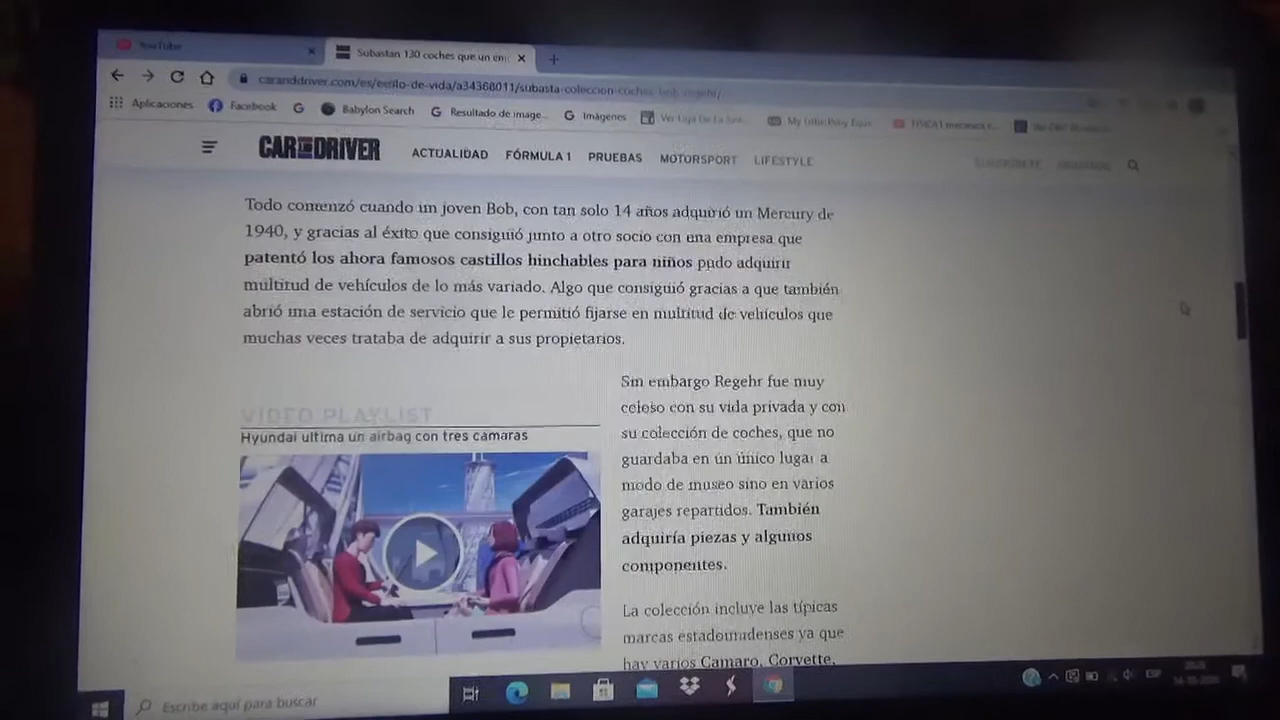 YouTube
Subastan 130 coches que un em
caranddriver.com/es/estilo-de-vida/a34368011/subasta-coleccion-coches-bob-regehr/
Aplicaciones Facebook Babylon Search Resultado de image... Imágenes
CAR AND DRIVER ACTUALIDAD FÓRMULA 1 PRUEBAS MOTORSPORT LIFESTYLE SUSCRÍBETE
Todo comenzó cuando un joven Bob, con tan solo 14 años adquirió un Mercury de
1940, y gracias al éxito que consiguió junto a otro socio con una empresa que
patentó los ahora famosos castillos hinchables para niños pudo adquirir
multitud de vehículos de lo más variado. Algo que consiguió gracias a que también
abrió una estación de servicio que le permitió fijarse en multitud de vehículos que
muchas veces trataba de adquirir a sus propietarios.
VIDEO PLAYLIST
Hyundai ultima un airbag con tres cámaras
Sin embargo Regehr fue muy
celoso con su vida privada y con
su colección de coches, que no
guardaba en un único lugar a
modo de museo sino en varios
garajes repartidos. También
adquiría piezas y algunos
componentes.
La colección incluye las típicas
marcas estadounidenses ya que
hay varios Camaro, Corvette,
Escribe aquí para buscar
ESP